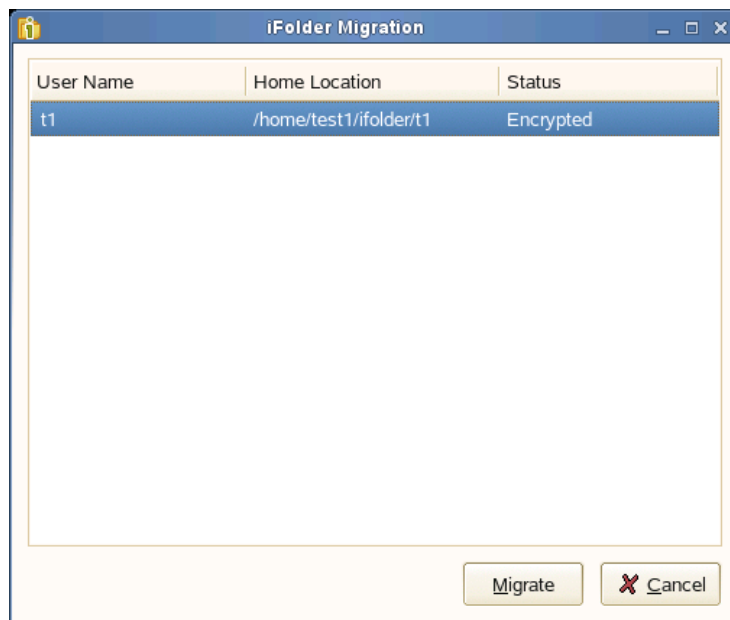 iFolder Migration
User Name Home Location Status
t1 /home/test1/ifolder/t1 Encrypted
Migrate Cancel